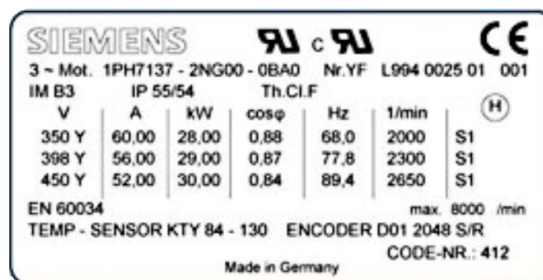 SIEMENS c CE
3 ~ Mot. 1PH7137 - 2NG00 - 0BA0 Nr.YF L994 0025 01 001
IM B3 IP 55/54 Th.Cl.F
V A kW cosφ Hz 1/min H
350 Y 60,00 28,00 0,88 68,0 2000 S1
398 Y 56,00 29,00 0,87 77,8 2300 S1
450 Y 52,00 30,00 0,84 89,4 2650 S1
EN 60034 max. 8000 /min
TEMP - SENSOR KTY 84 - 130 ENCODER D01 2048 S/R
CODE-NR.: 412
Made in Germany